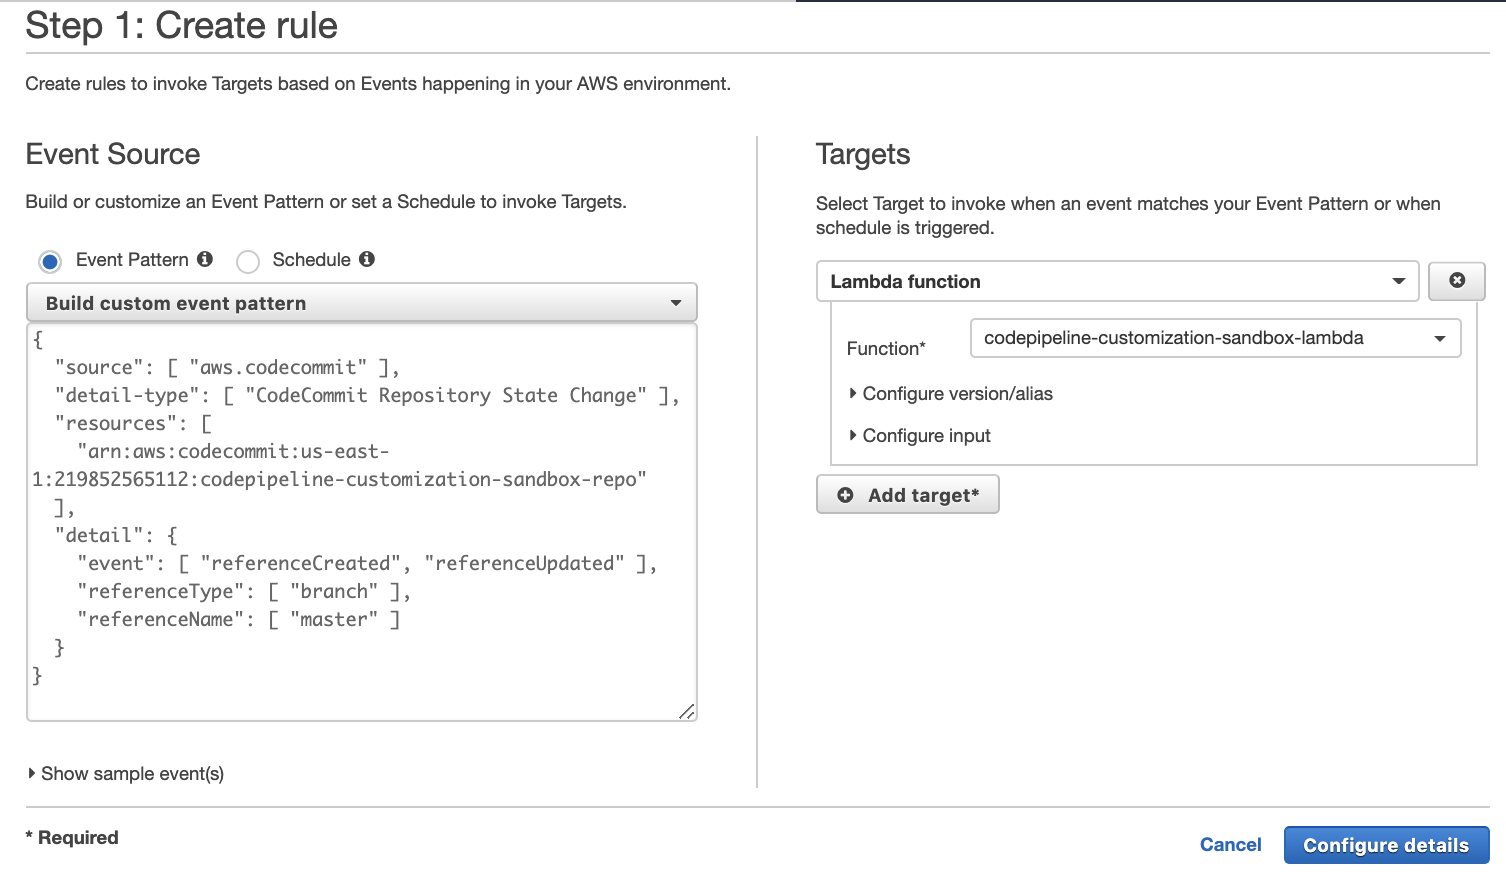 Step 1: Create rule
Create rules to invoke Targets based on Events happening in your AWS environment.
Event Source
Build or customize an Event Pattern or set a Schedule to invoke Targets.
Event Pattern
Schedule
Build custom event pattern
{
  "source": [ "aws.codecommit" ],
  "detail-type": [ "CodeCommit Repository State Change" ],
  "resources": [
    "arn:aws:codecommit:us-east-
1:219852565112:codepipeline-customization-sandbox-repo"
  ],
  "detail": {
    "event": [ "referenceCreated", "referenceUpdated" ],
    "referenceType": [ "branch" ],
    "referenceName": [ "master" ]
  }
}
Show sample event(s)
Targets
Select Target to invoke when an event matches your Event Pattern or when
schedule is triggered.
Lambda function
Function*
codepipeline-customization-sandbox-lambda
Configure version/alias
Configure input
Add target*
* Required
Cancel
Configure details